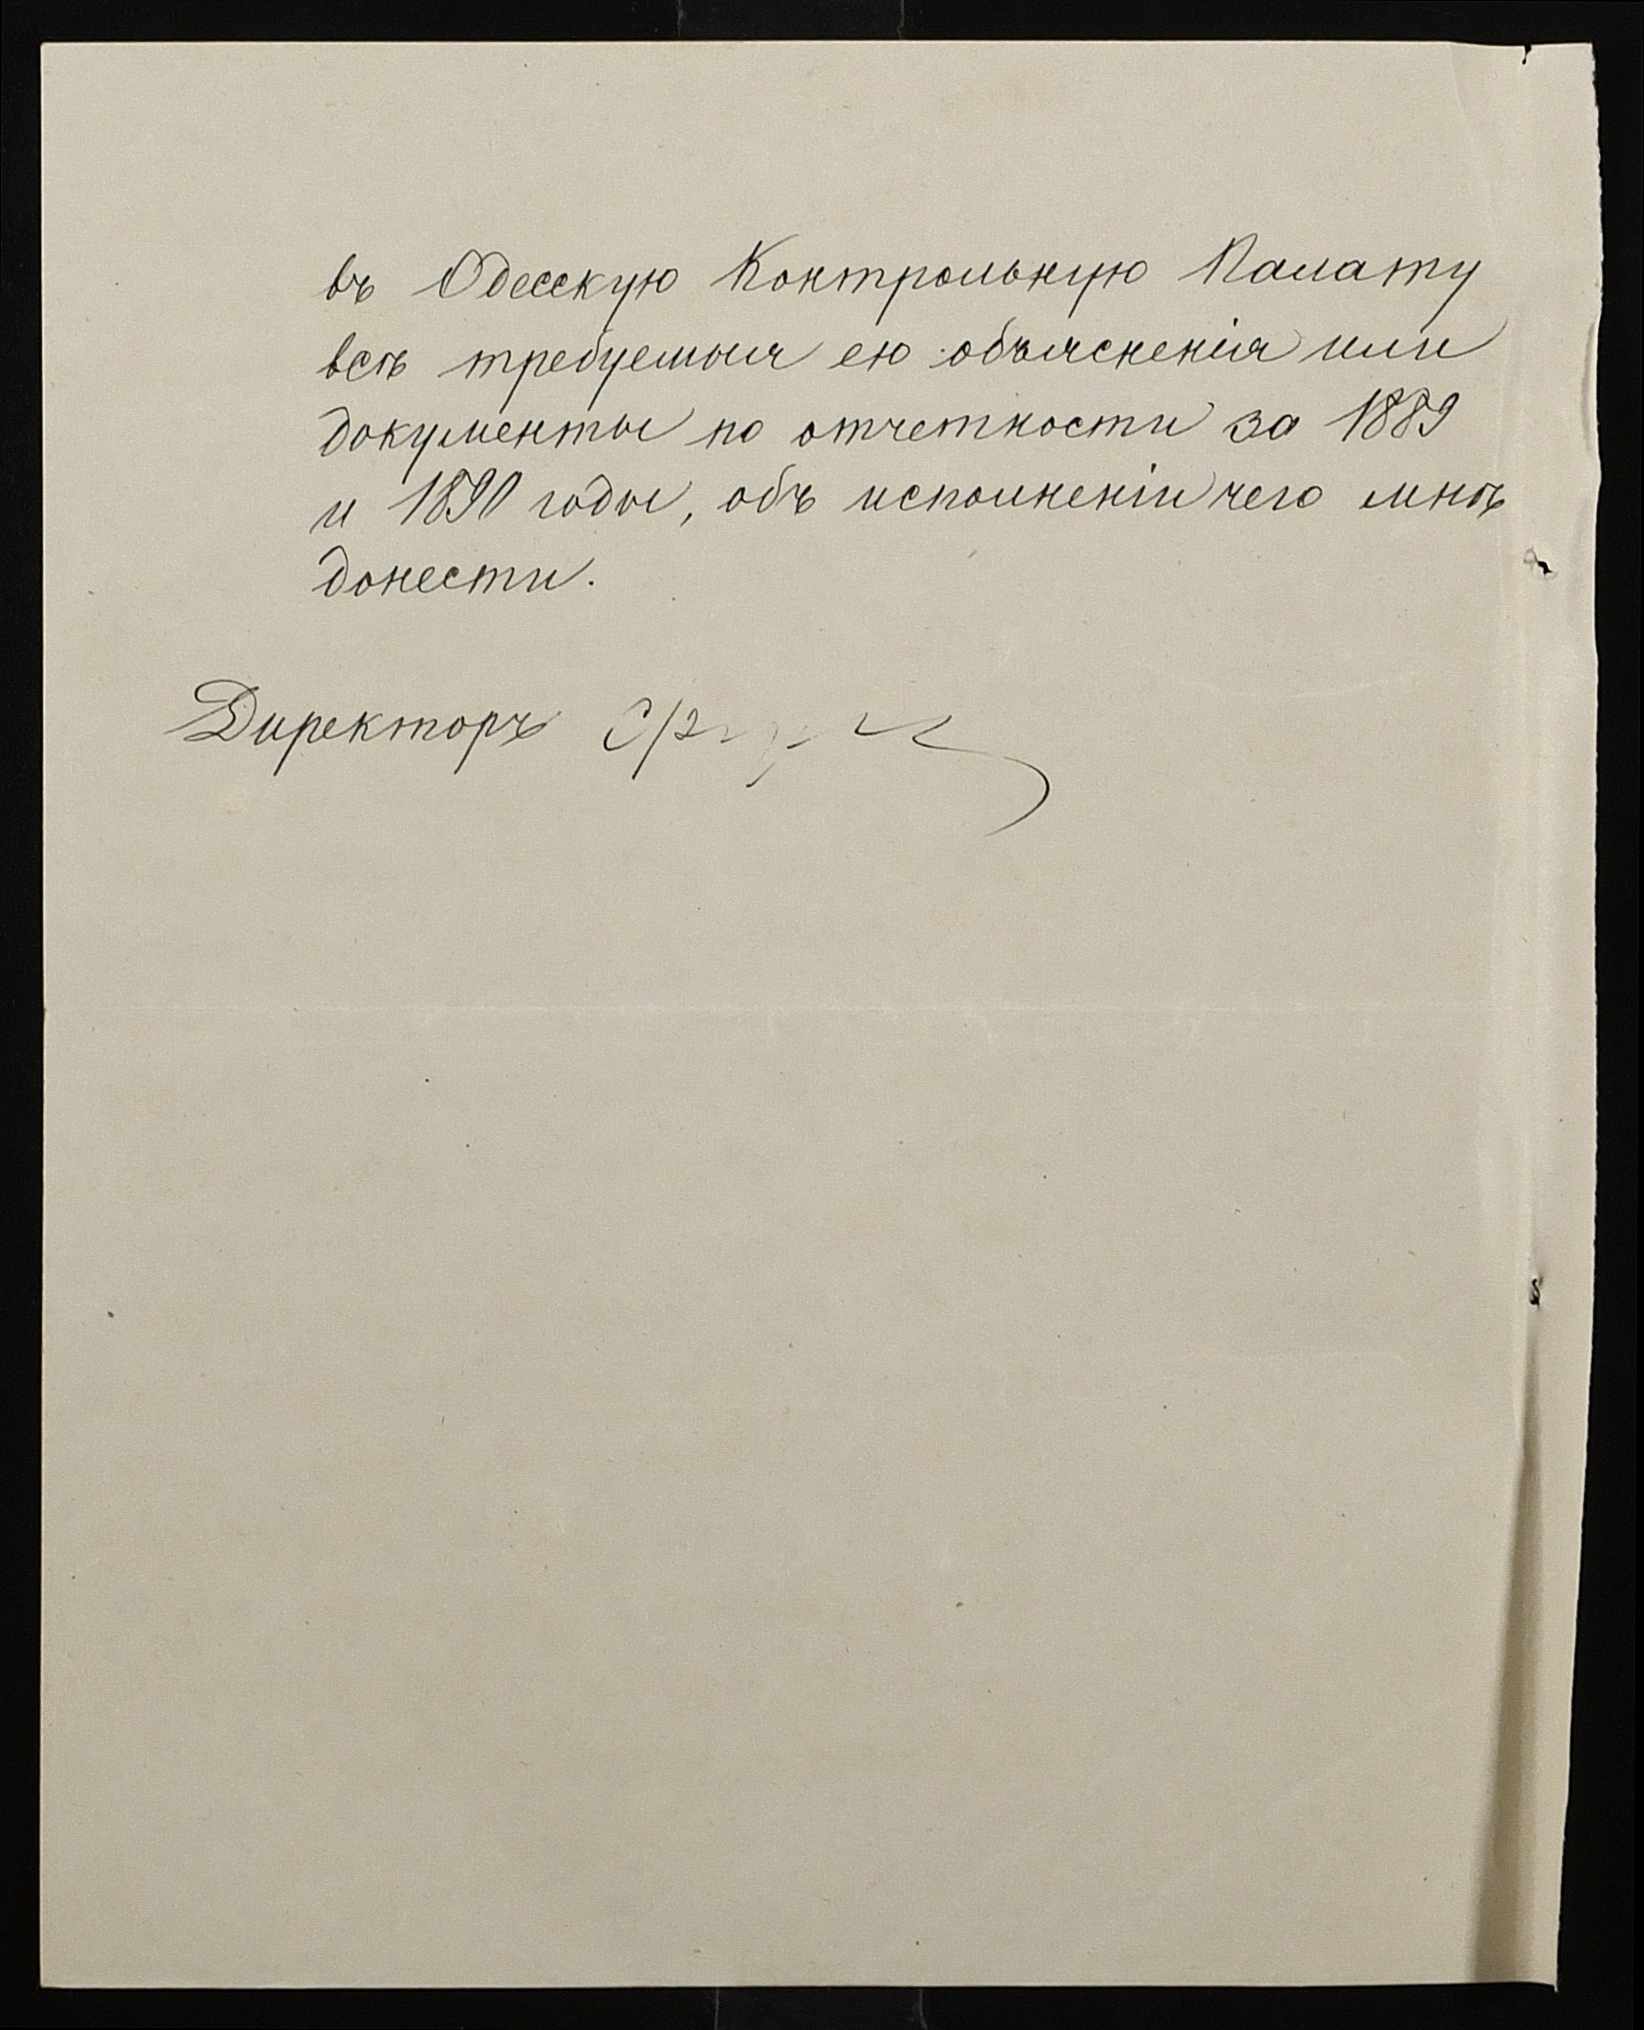 въ Одесскую Контрольную Палату
всѣ требуемыя ею объясненія или
документы по отчетности за 1889
и 1890 годы, объ исполненіи чего мнѣ
донести.
Директоръ